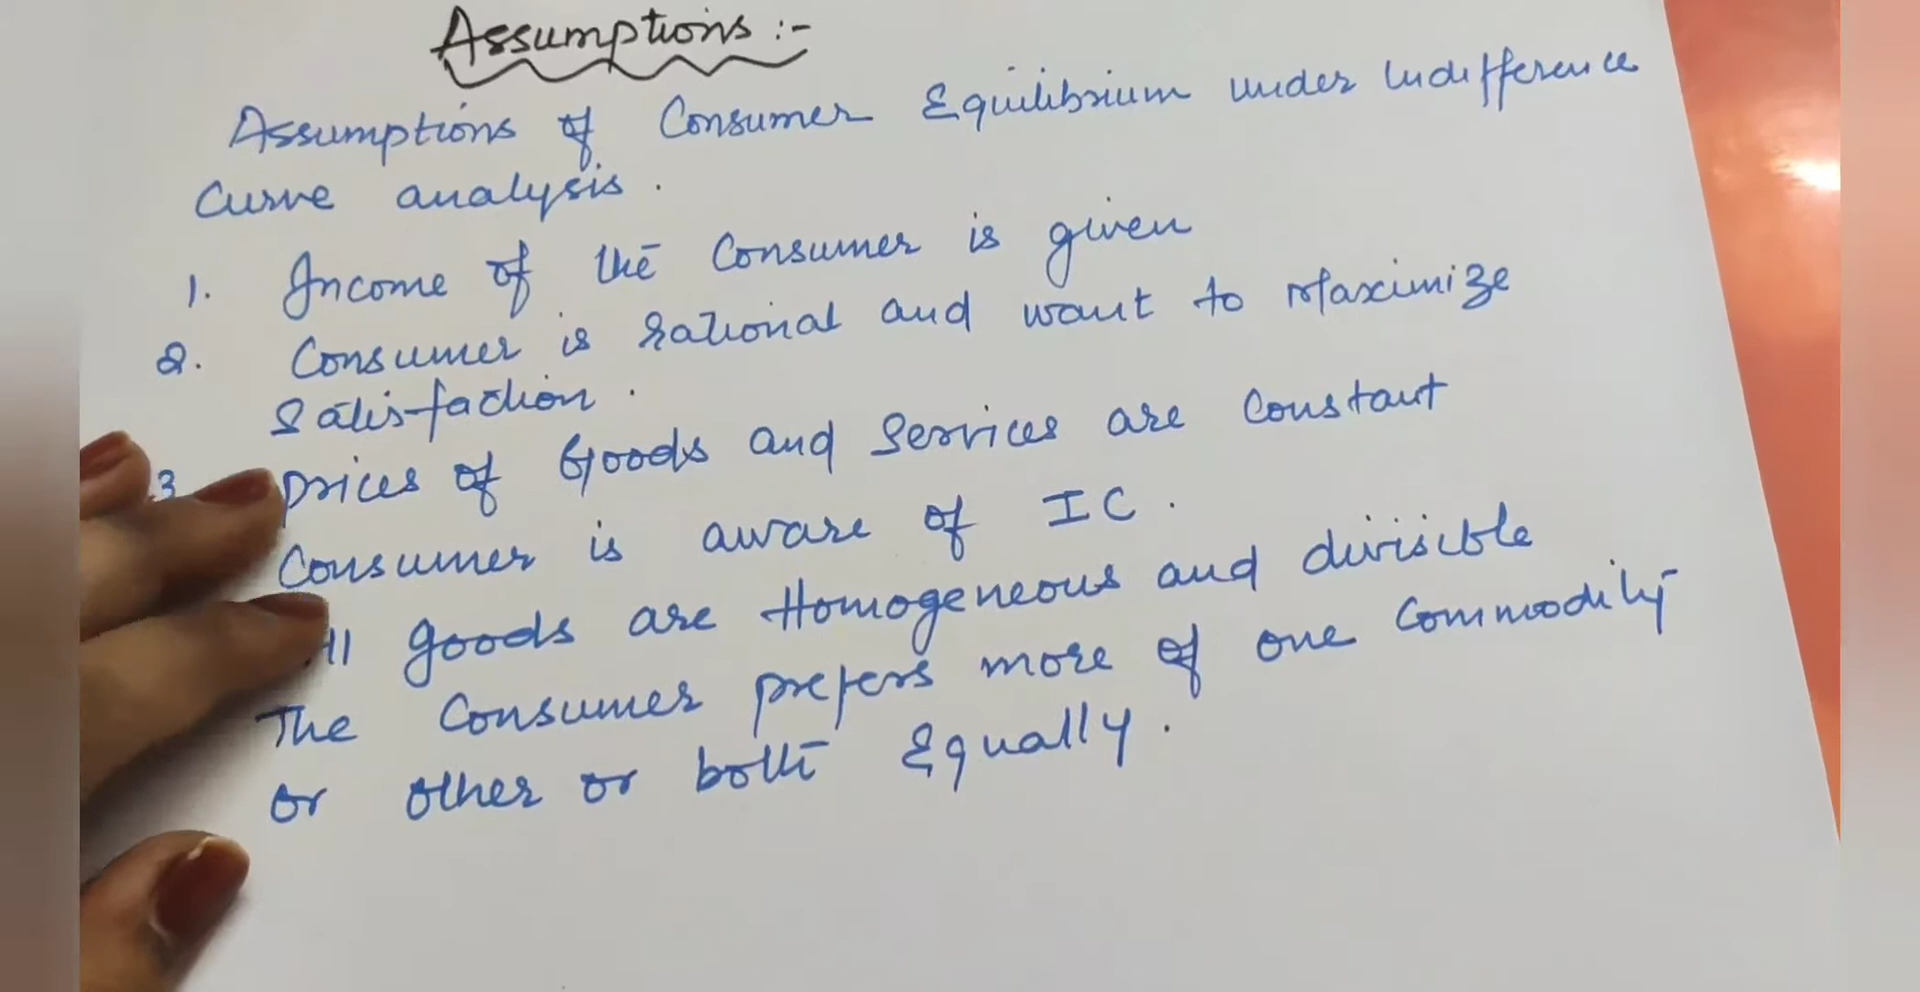 Assumptions :-
Assumptions of Consumer Equilibrium under Indifference
Curve analysis.
1. Income of the Consumer is given
2. Consumer is rational and want to Maximize
Satisfaction.
3 prices of Goods and Services are Constant
Consumer is aware of IC.
ll goods are Homogeneous and divisible
The Consumer prefers more of one Commodity
or other or both Equally.